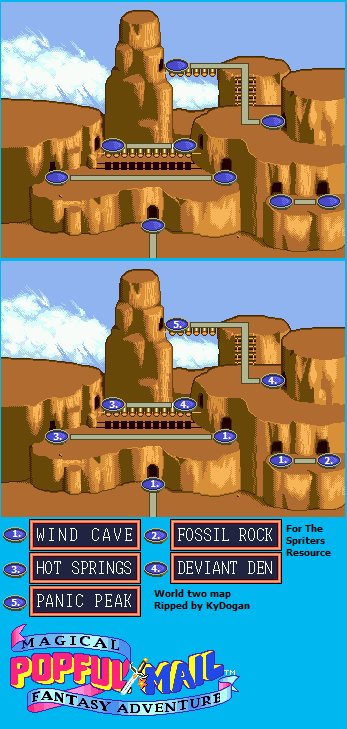 5.
4.
3.
4.
3.
1.
1.
2.
1.
1.
WIND CAVE
2.
FOSSIL ROCK
For The
Spriters
Resource
3.
HOT SPRINGS
4.
DEVIANT DEN
5.
PANIC PEAK
World two map
Ripped by KyDogan
MAGICAL
POPFUL MAIL
TM
FANTASY ADVENTURE